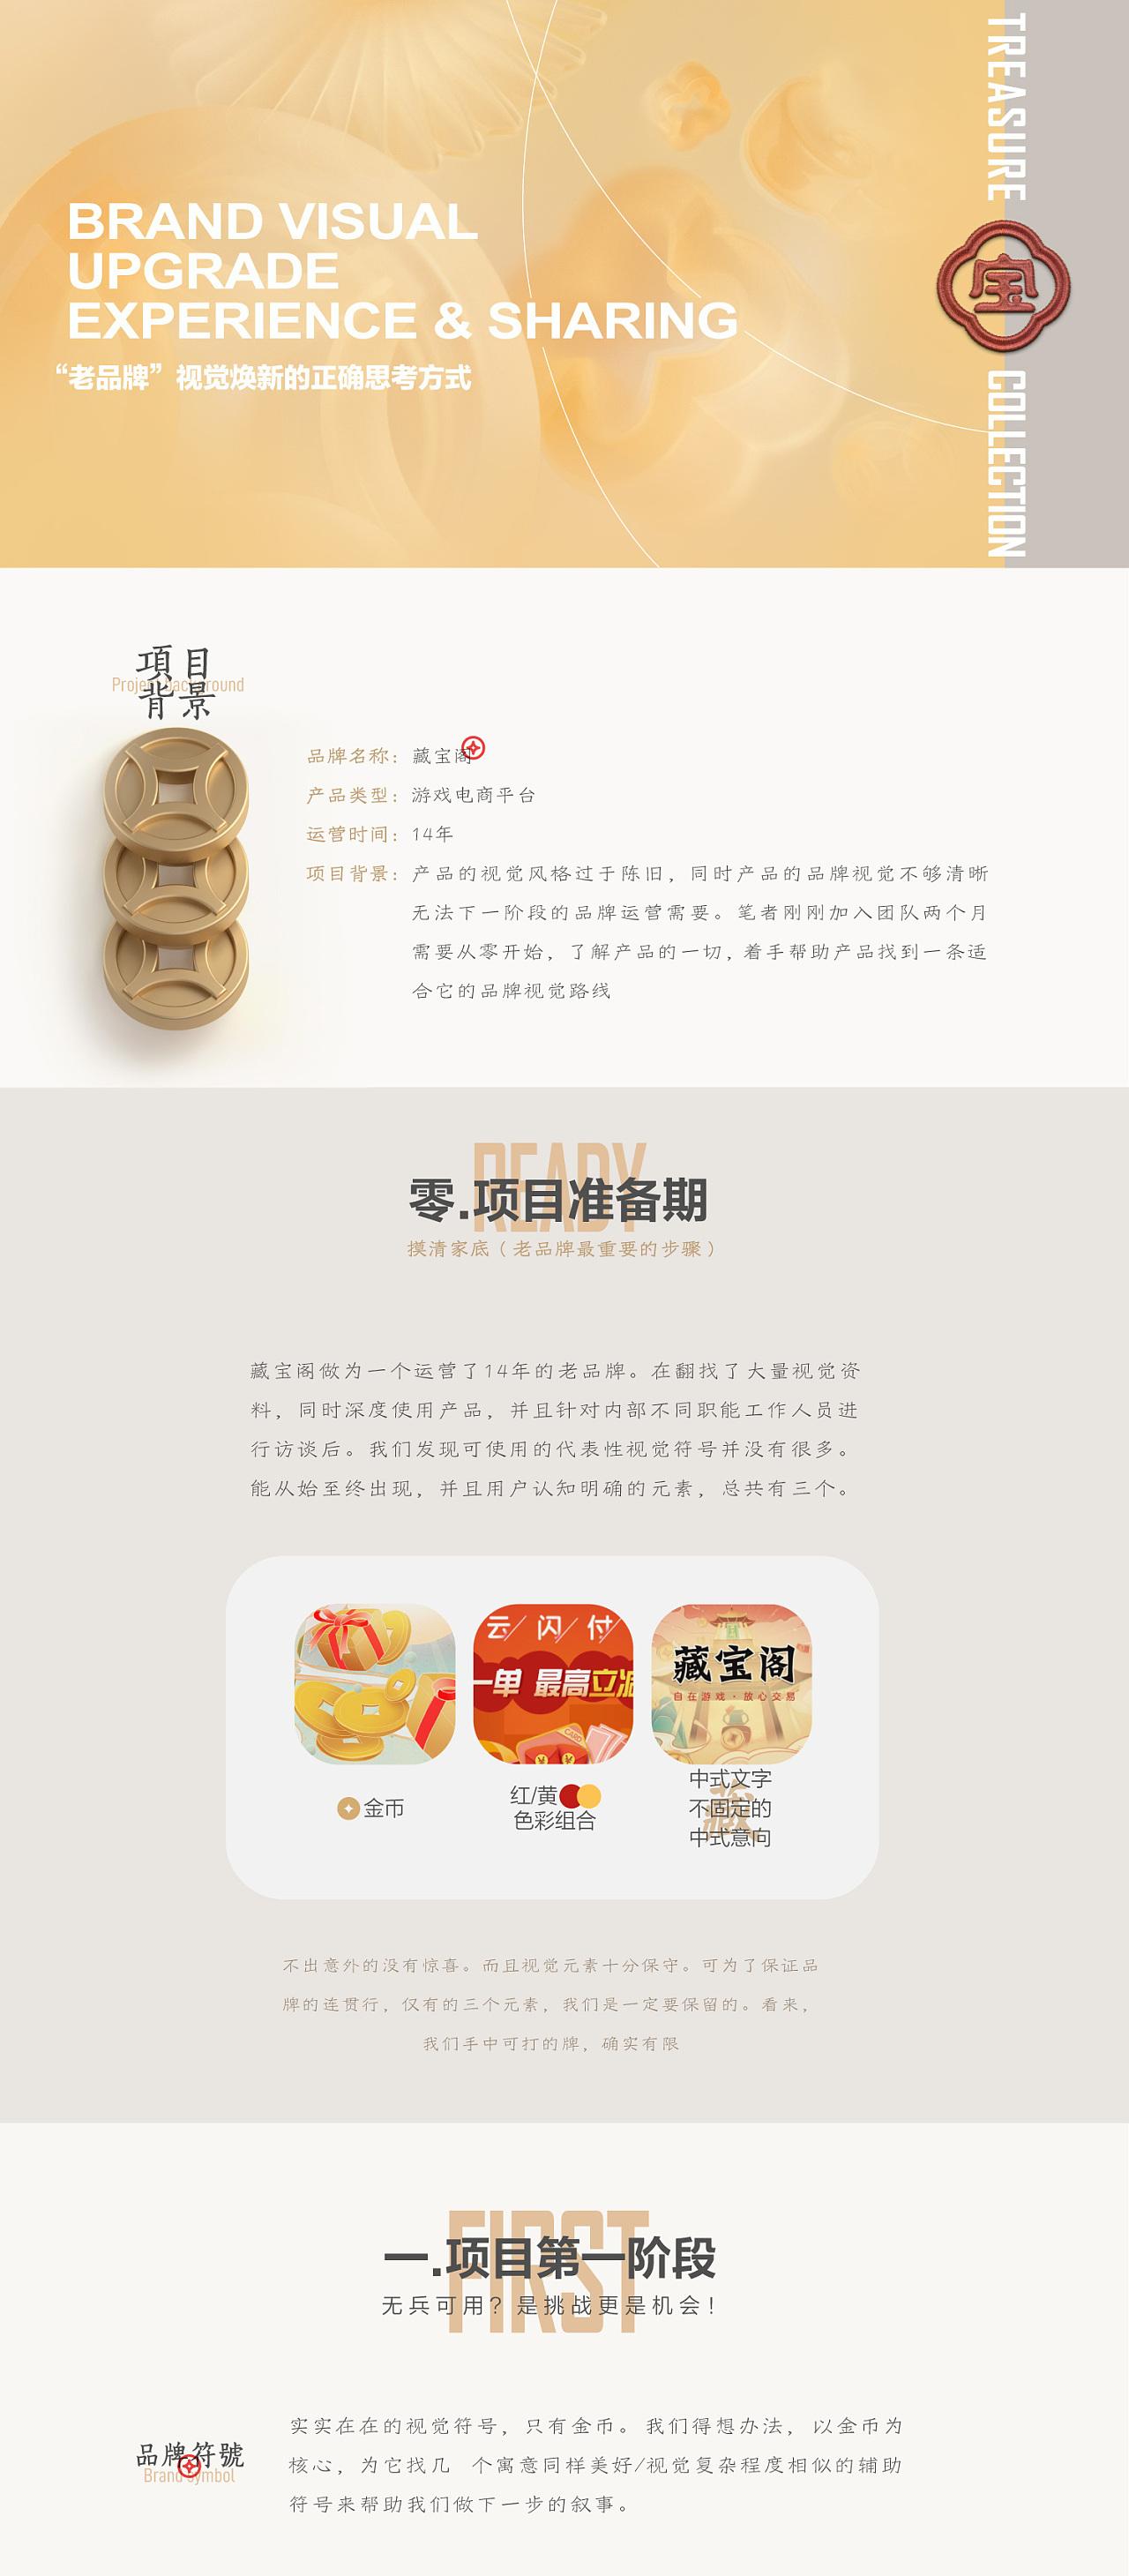 TREASURE
宝
COLLECTION
BRAND VISUAL
UPGRADE
EXPERIENCE & SHARING
“老品牌”视觉焕新的正确思考方式
項目
Project background
背景
品牌名称：藏宝阁
产品类型：游戏电商平台
运营时间：14年
项目背景：产品的视觉风格过于陈旧，同时产品的品牌视觉不够清晰
无法下一阶段的品牌运营需要。笔者刚刚加入团队两个月
需要从零开始，了解产品的一切，着手帮助产品找到一条适
合它的品牌视觉路线
READY
零.项目准备期
摸清家底（老品牌最重要的步骤）
藏宝阁做为一个运营了14年的老品牌。在翻找了大量视觉资
料，同时深度使用产品，并且针对内部不同职能工作人员进
行访谈后。我们发现可使用的代表性视觉符号并没有很多。
能从始至终出现，并且用户认知明确的元素，总共有三个。
云/闪/付
一单 最高立减
藏宝阁
自在游戏·放心交易
金币
红/黄
色彩组合
藏
中式文字
不固定的
中式意向
不出意外的没有惊喜。而且视觉元素十分保守。可为了保证品
牌的连贯行，仅有的三个元素，我们是一定要保留的。看来，
我们手中可打的牌，确实有限
FIRST
一.项目第一阶段
无兵可用？是挑战更是机会！
品牌符號
Brand symbol
实实在在的视觉符号，只有金币。我们得想办法，以金币为
核心，为它找几 个寓意同样美好/视觉复杂程度相似的辅助
符号来帮助我们做下一步的叙事。